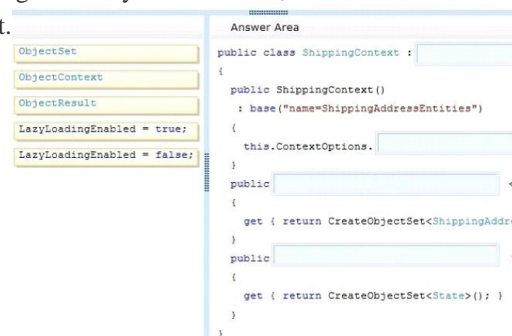 t.
ObjectSet
ObjectContext
ObjectResult
LazyLoadingEnabled = true;
LazyLoadingEnabled = false;
Answer Area
public class ShippingContext :
{
public ShippingContext()
: base("name=ShippingAddressEntities")
{
this.ContextOptions.
}
public <
{
get { return CreateObjectSet<ShippingAddre
}
public
{
get { return CreateObjectSet<State>(); }
}
}